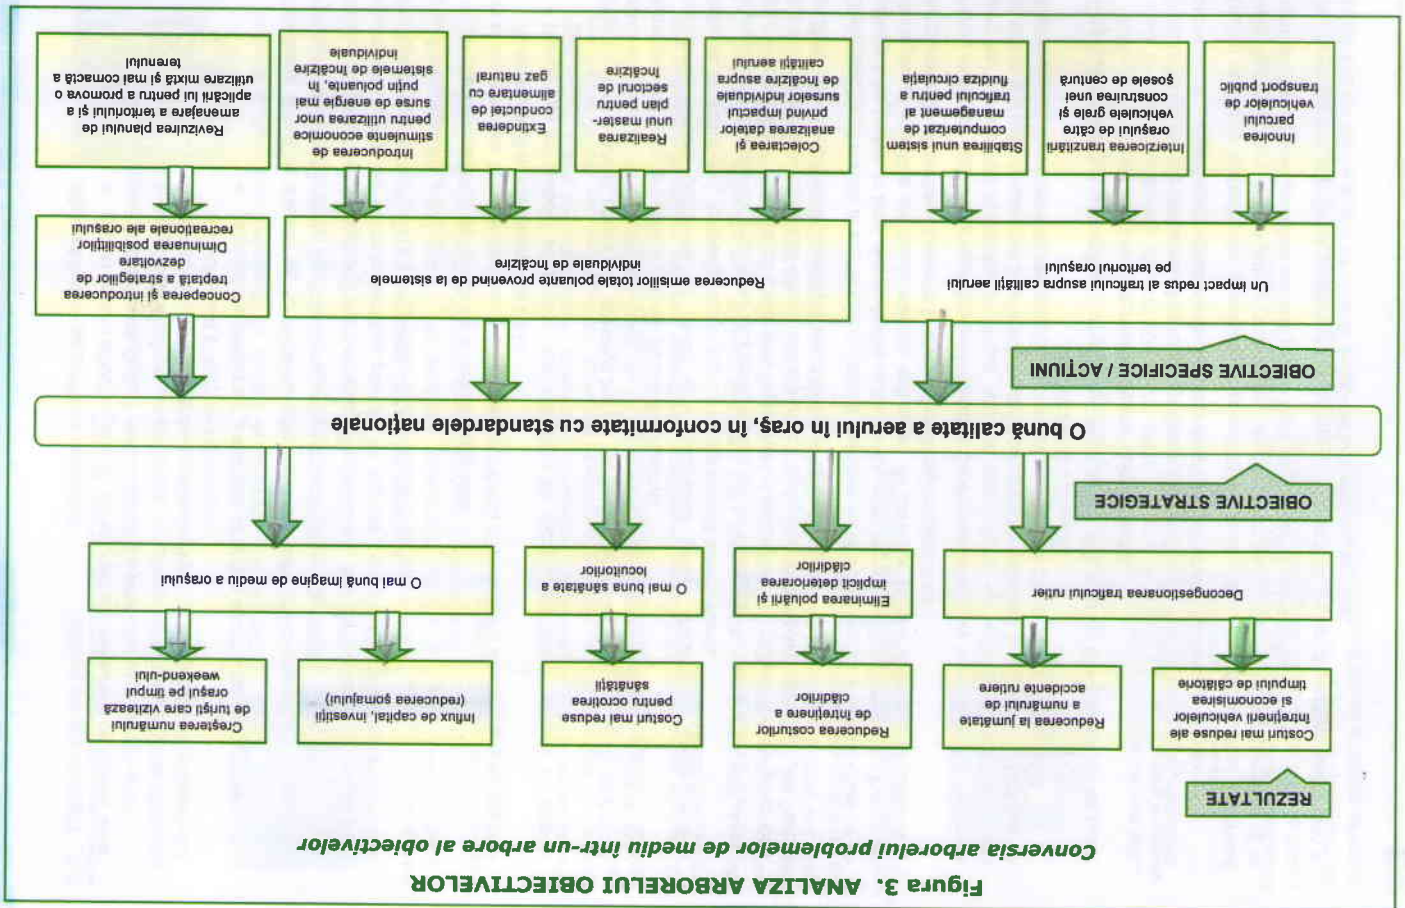 Figura 3. ANALIZA ARBORELUI OBIECTIVELOR
Conversia arborelui problemelor de mediu într-un arbore al obiectivelor
REZULTATE
Costuri mai reduse ale
întreţinerii vehiculelor
si economisirea
timpului de călătorie
Reducerea la jumătate
a numărului de
accidente rutiere
Reducerea costurilor
de întreţinere a
clădirilor
Costuri mai reduse
pentru ocrotirea
sănătăţii
Influx de capital, investiţii
(reducerea şomajului)
Creşterea numărului
de turişti care vizitează
oraşul pe timpul
weekend-ului
Decongestionarea traficului rutier
Eliminarea poluării şi
implicit deteriorarea
clădirilor
O mai buna sănătate a
locuitorilor
O mai bună imagine de mediu a oraşului
OBIECTIVE STRATEGICE
O bună calitate a aerului în oraş, în conformitate cu standardele naţionale
OBIECTIVE SPECIFICE / ACŢIUNI
Un impact redus al traficului asupra calităţii aerului
pe teritoriul oraşului
Reducerea emisiilor totale poluante provenind de la sistemele
individuale de încălzire
Conceperea şi introducerea
treptată a strategiilor de
dezvoltare
Diminuarea posibilităţilor
recreaţionale ale oraşului
Innoirea
parcului
vehiculelor de
transport public
Interzicerea tranzitării
oraşului de către
vehiculele grele şi
construirea unei
şosele de centură
Stabilirea unui sistem
computerizat de
management al
traficului pentru a
fluidiza circulaţia
Colectarea şi
analizarea datelor
privind impactul
surselor individuale
de încălzire asupra
calităţii aerului
Realizarea
unui master-
plan pentru
sectorul de
încălzire
Extinderea
conductei de
alimentare cu
gaz natural
Introducerea de
stimulente economice
pentru utilizarea unor
surse de energie mai
puţin poluante, în
sistemele de încălzire
individuale
Revizuirea planului de
amenajare a teritoriului şi a
aplicării lui pentru a promova o
utilizare mixtă şi mai comactă a
terenului